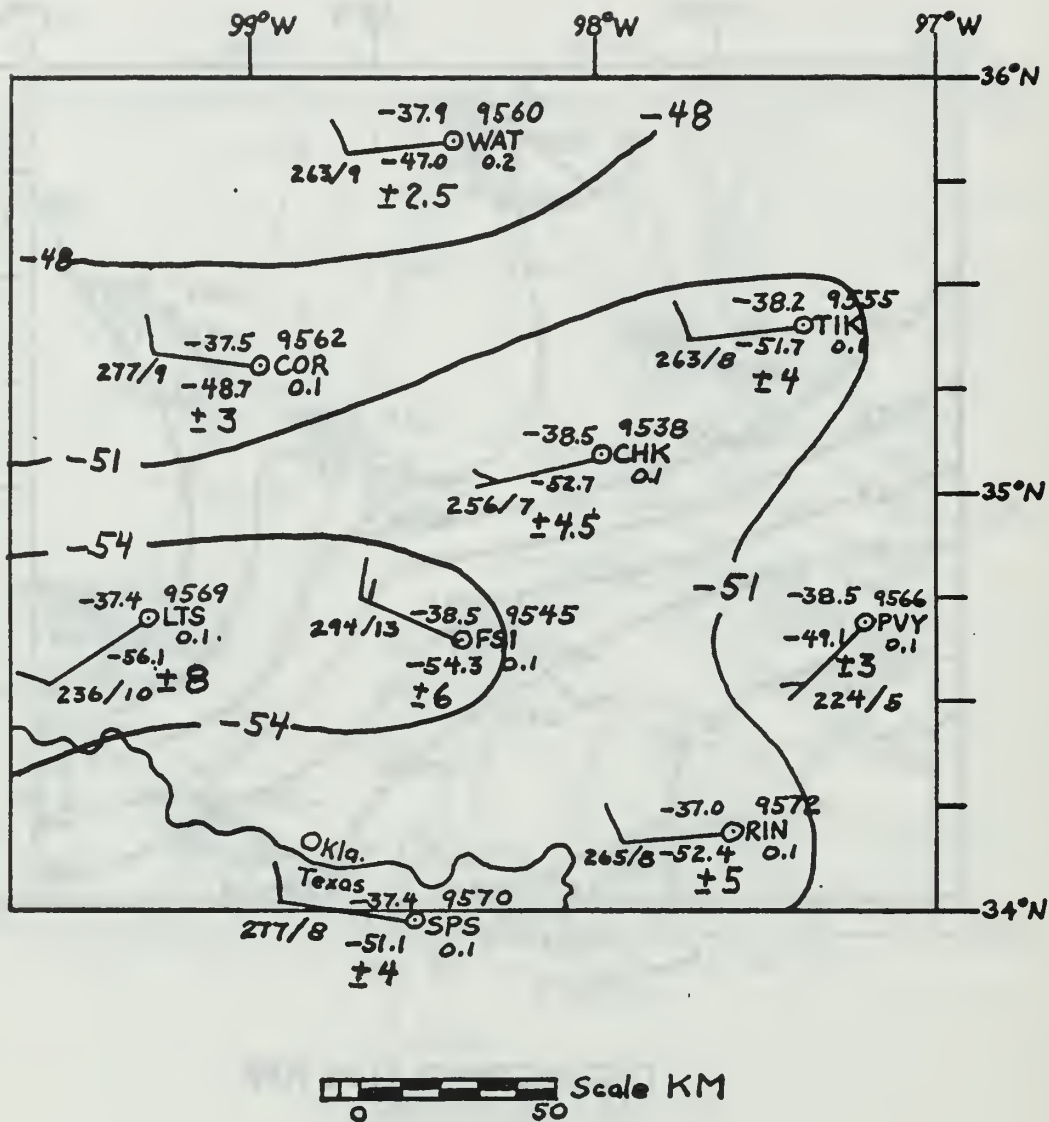 99°W 98°W 97°W
36°N
-37.9 9560
WAT
263/9 -47.0 0.2
±2.5
-48
-48
-38.2 9555
TIK
263/8 -51.7 0.1
±4
-37.5 9562
COR
277/9 -48.7 0.1
±3
-51
-38.5 9538
CHK
256/7 -52.7 0.1
±4.5
35°N
-54
-51
-37.4 9569
LTS
0.1
-56.1
236/10 ±8
-38.5 9545
294/13 FSI
-54.3 0.1
±6
-38.5 9566
PVY
-49.1 0.1
±3
224/5
-54
-37.0 9572
RIN
265/8 -52.4 0.1
±5
Okla.
Texas
-37.4 9570
277/8 SPS
-51.1 0.1
±4
34°N
Scale KM
0 50